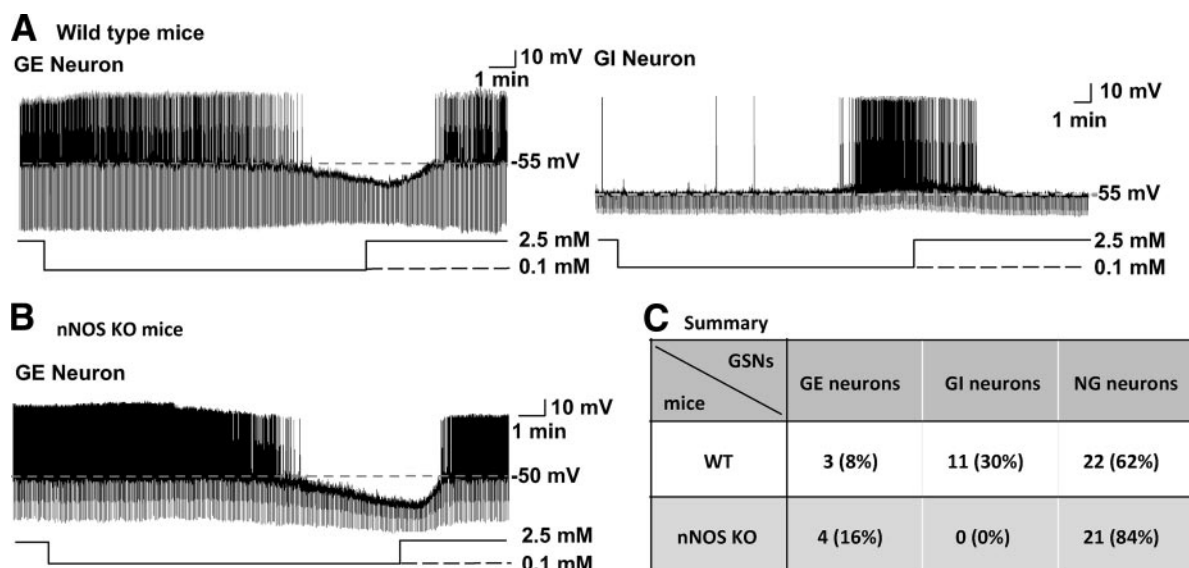 A Wild type mice
GE Neuron
10 mV
1 min
-55 mV
2.5 mM
0.1 mM
GI Neuron
10 mV
1 min
-55 mV
2.5 mM
0.1 mM
B nNOS KO mice
GE Neuron
10 mV
1 min
-50 mV
2.5 mM
0.1 mM
C Summary
GSNs
mice
GE neurons GI neurons NG neurons
WT 3 (8%) 11 (30%) 22 (62%)
nNOS KO 4 (16%) 0 (0%) 21 (84%)